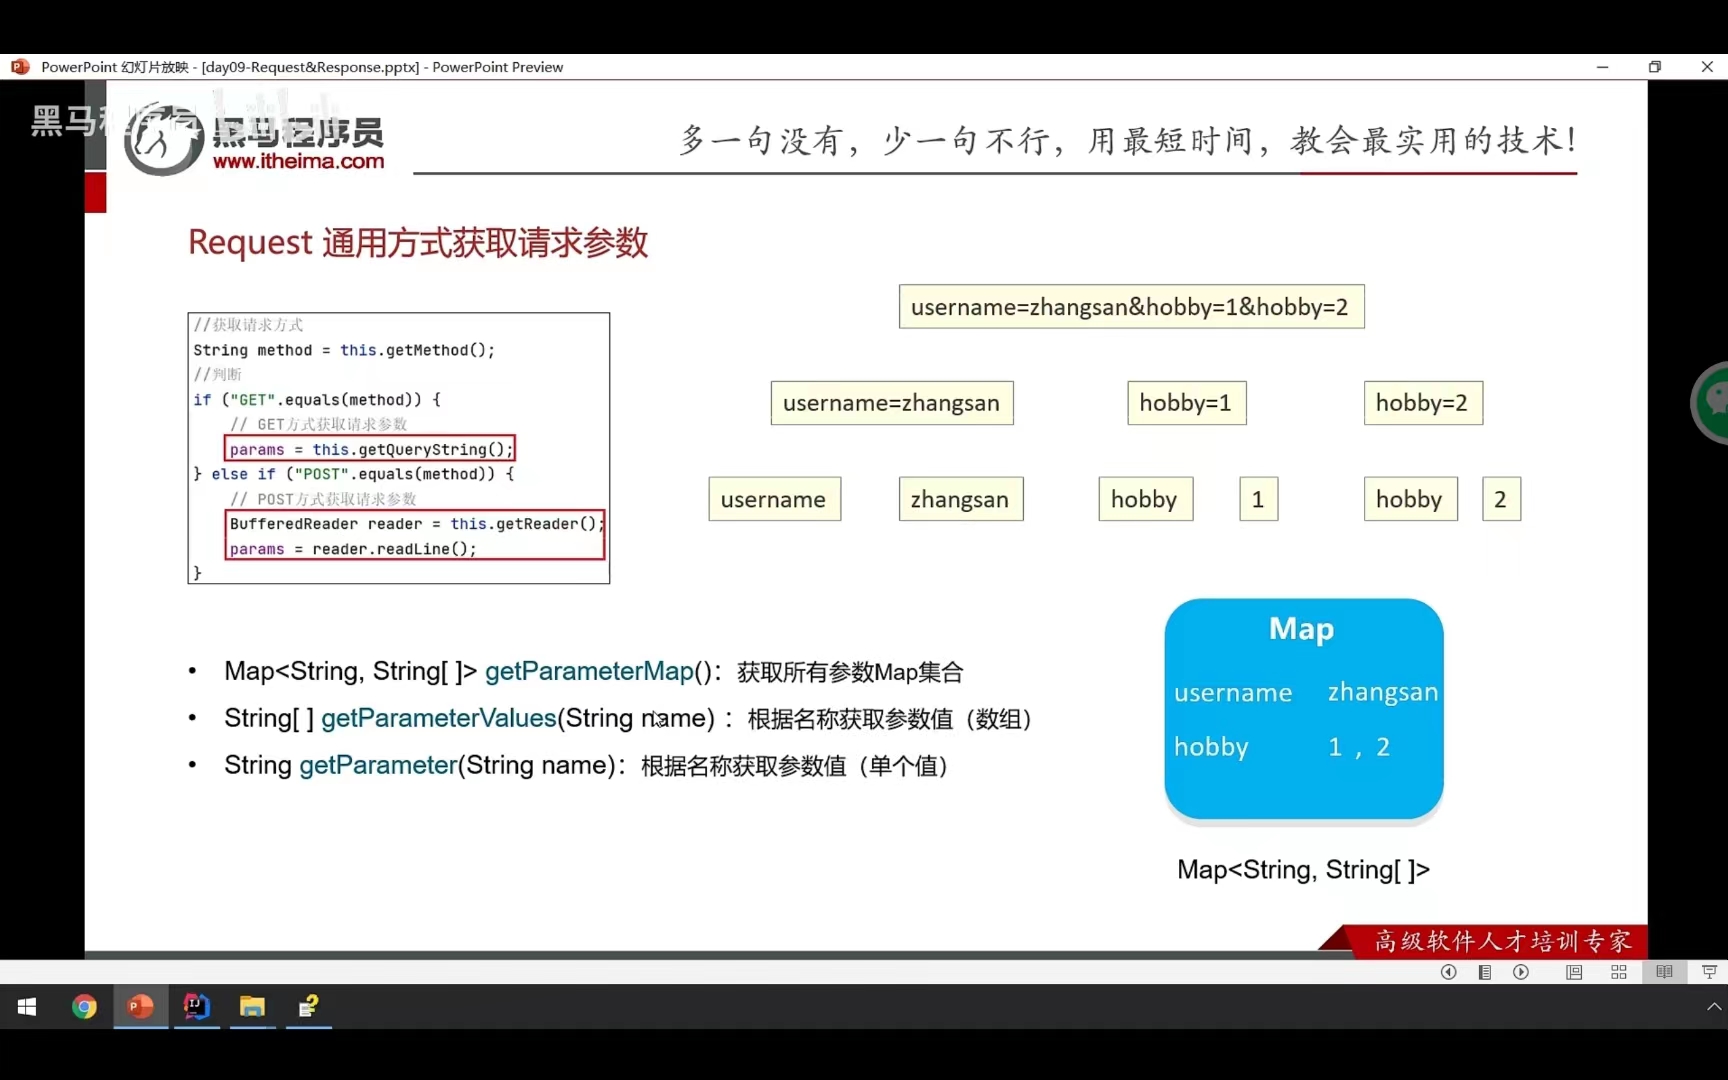 PowerPoint 幻灯片放映 - [day09-Request&Response.pptx] - PowerPoint Preview
黑马程序员
www.itheima.com
多一句没有，少一句不行，用最短时间，教会最实用的技术！
Request 通用方式获取请求参数
//获取请求方式
String method = this.getMethod();
//判断
if ("GET".equals(method)) {
// GET方式获取请求参数
params = this.getQueryString();
} else if ("POST".equals(method)) {
// POST方式获取请求参数
BufferedReader reader = this.getReader();
params = reader.readLine();
}
username=zhangsan&hobby=1&hobby=2
username=zhangsan hobby=1 hobby=2
username zhangsan hobby 1 hobby 2
• Map<String, String[ ]> getParameterMap()：获取所有参数Map集合
• String[ ] getParameterValues(String name) ：根据名称获取参数值（数组）
• String getParameter(String name)：根据名称获取参数值（单个值）
Map
username zhangsan
hobby 1 , 2
Map<String, String[ ]>
高级软件人才培训专家